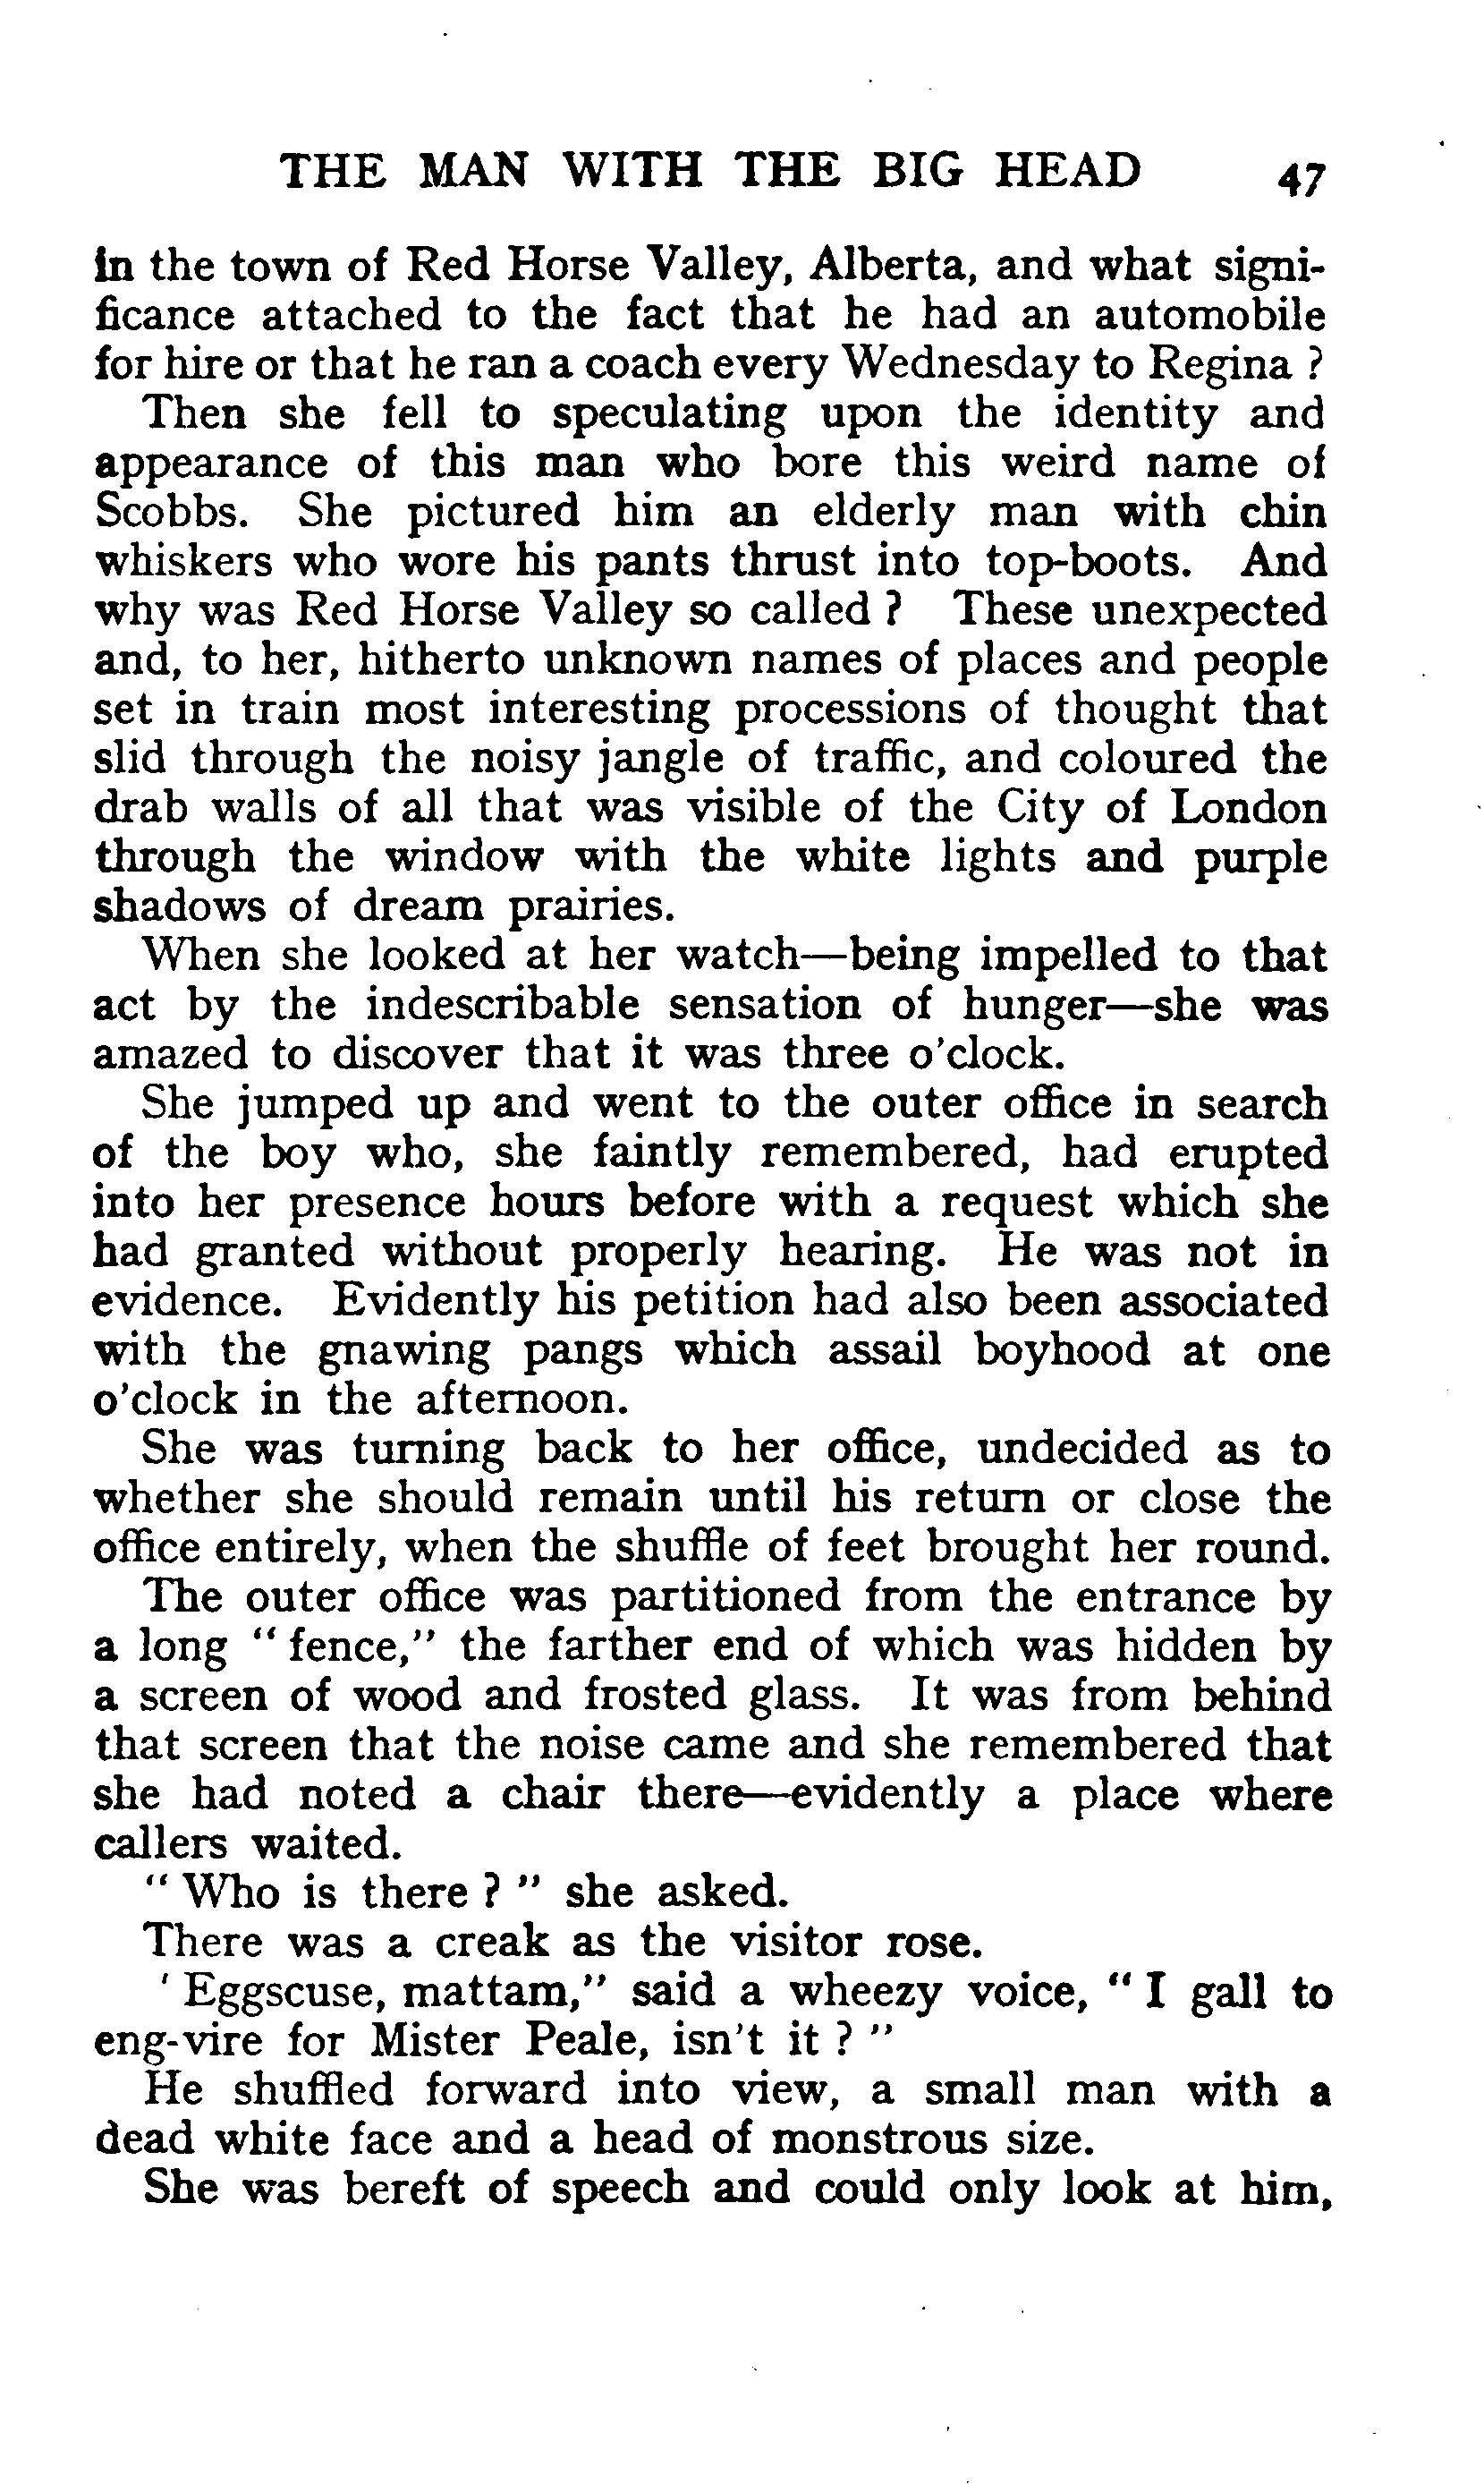 THE MAN WITH THE BIG HEAD 47
in the town of Red Horse Valley, Alberta, and what signi-
ficance attached to the fact that he had an automobile
for hire or that he ran a coach every Wednesday to Regina ?
Then she fell to speculating upon the identity and
appearance of this man who bore this weird name of
Scobbs. She pictured him an elderly man with chin
whiskers who wore his pants thrust into top-boots. And
why was Red Horse Valley so called ? These unexpected
and, to her, hitherto unknown names of places and people
set in train most interesting processions of thought that
slid through the noisy jangle of traffic, and coloured the
drab walls of all that was visible of the City of London
through the window with the white lights and purple
shadows of dream prairies.
When she looked at her watch—being impelled to that
act by the indescribable sensation of hunger—she was
amazed to discover that it was three o'clock.
She jumped up and went to the outer office in search
of the boy who, she faintly remembered, had erupted
into her presence hours before with a request which she
had granted without properly hearing. He was not in
evidence. Evidently his petition had also been associated
with the gnawing pangs which assail boyhood at one
o'clock in the afternoon.
She was turning back to her office, undecided as to
whether she should remain until his return or close the
office entirely, when the shuffle of feet brought her round.
The outer office was partitioned from the entrance by
a long " fence," the farther end of which was hidden by
a screen of wood and frosted glass. It was from behind
that screen that the noise came and she remembered that
she had noted a chair there—evidently a place where
callers waited.
" Who is there ? " she asked.
There was a creak as the visitor rose.
' Eggscuse, mattam," said a wheezy voice, " I gall to
eng-vire for Mister Peale, isn't it ? "
He shuffled forward into view, a small man with a
dead white face and a head of monstrous size.
She was bereft of speech and could only look at him,